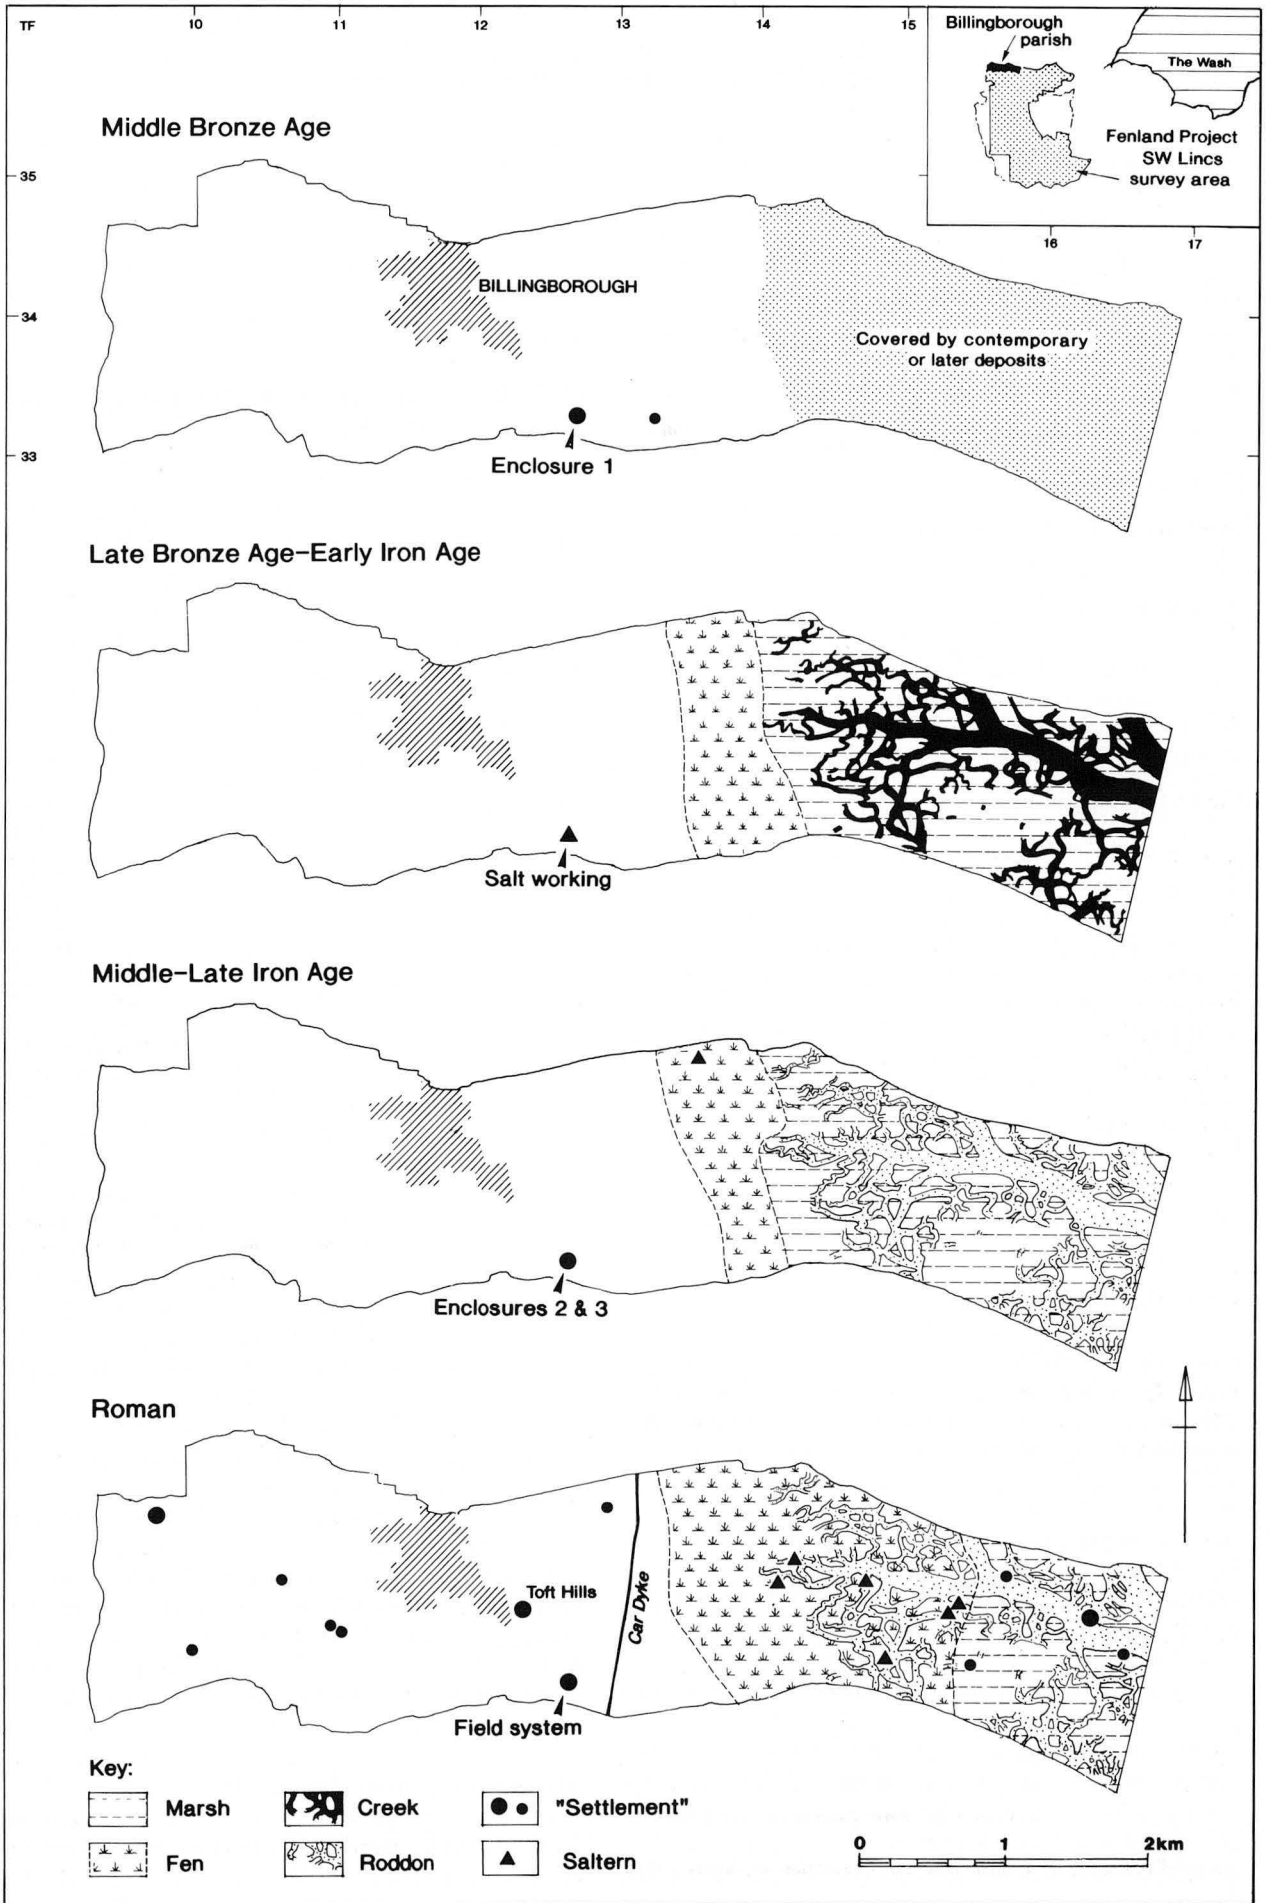 TF 10 11 12 13 14 15
Billingborough
parish
The Wash
Fenland Project
SW Lincs
survey area
16 17
Middle Bronze Age
35
BILLINGBOROUGH
34
Covered by contemporary
or later deposits
33
Enclosure 1
Late Bronze Age–Early Iron Age
Salt working
Middle–Late Iron Age
Enclosures 2 & 3
Roman
Toft Hills
Car Dyke
Field system
Key:
Marsh Creek "Settlement"
Fen Roddon Saltern
0 1 2km